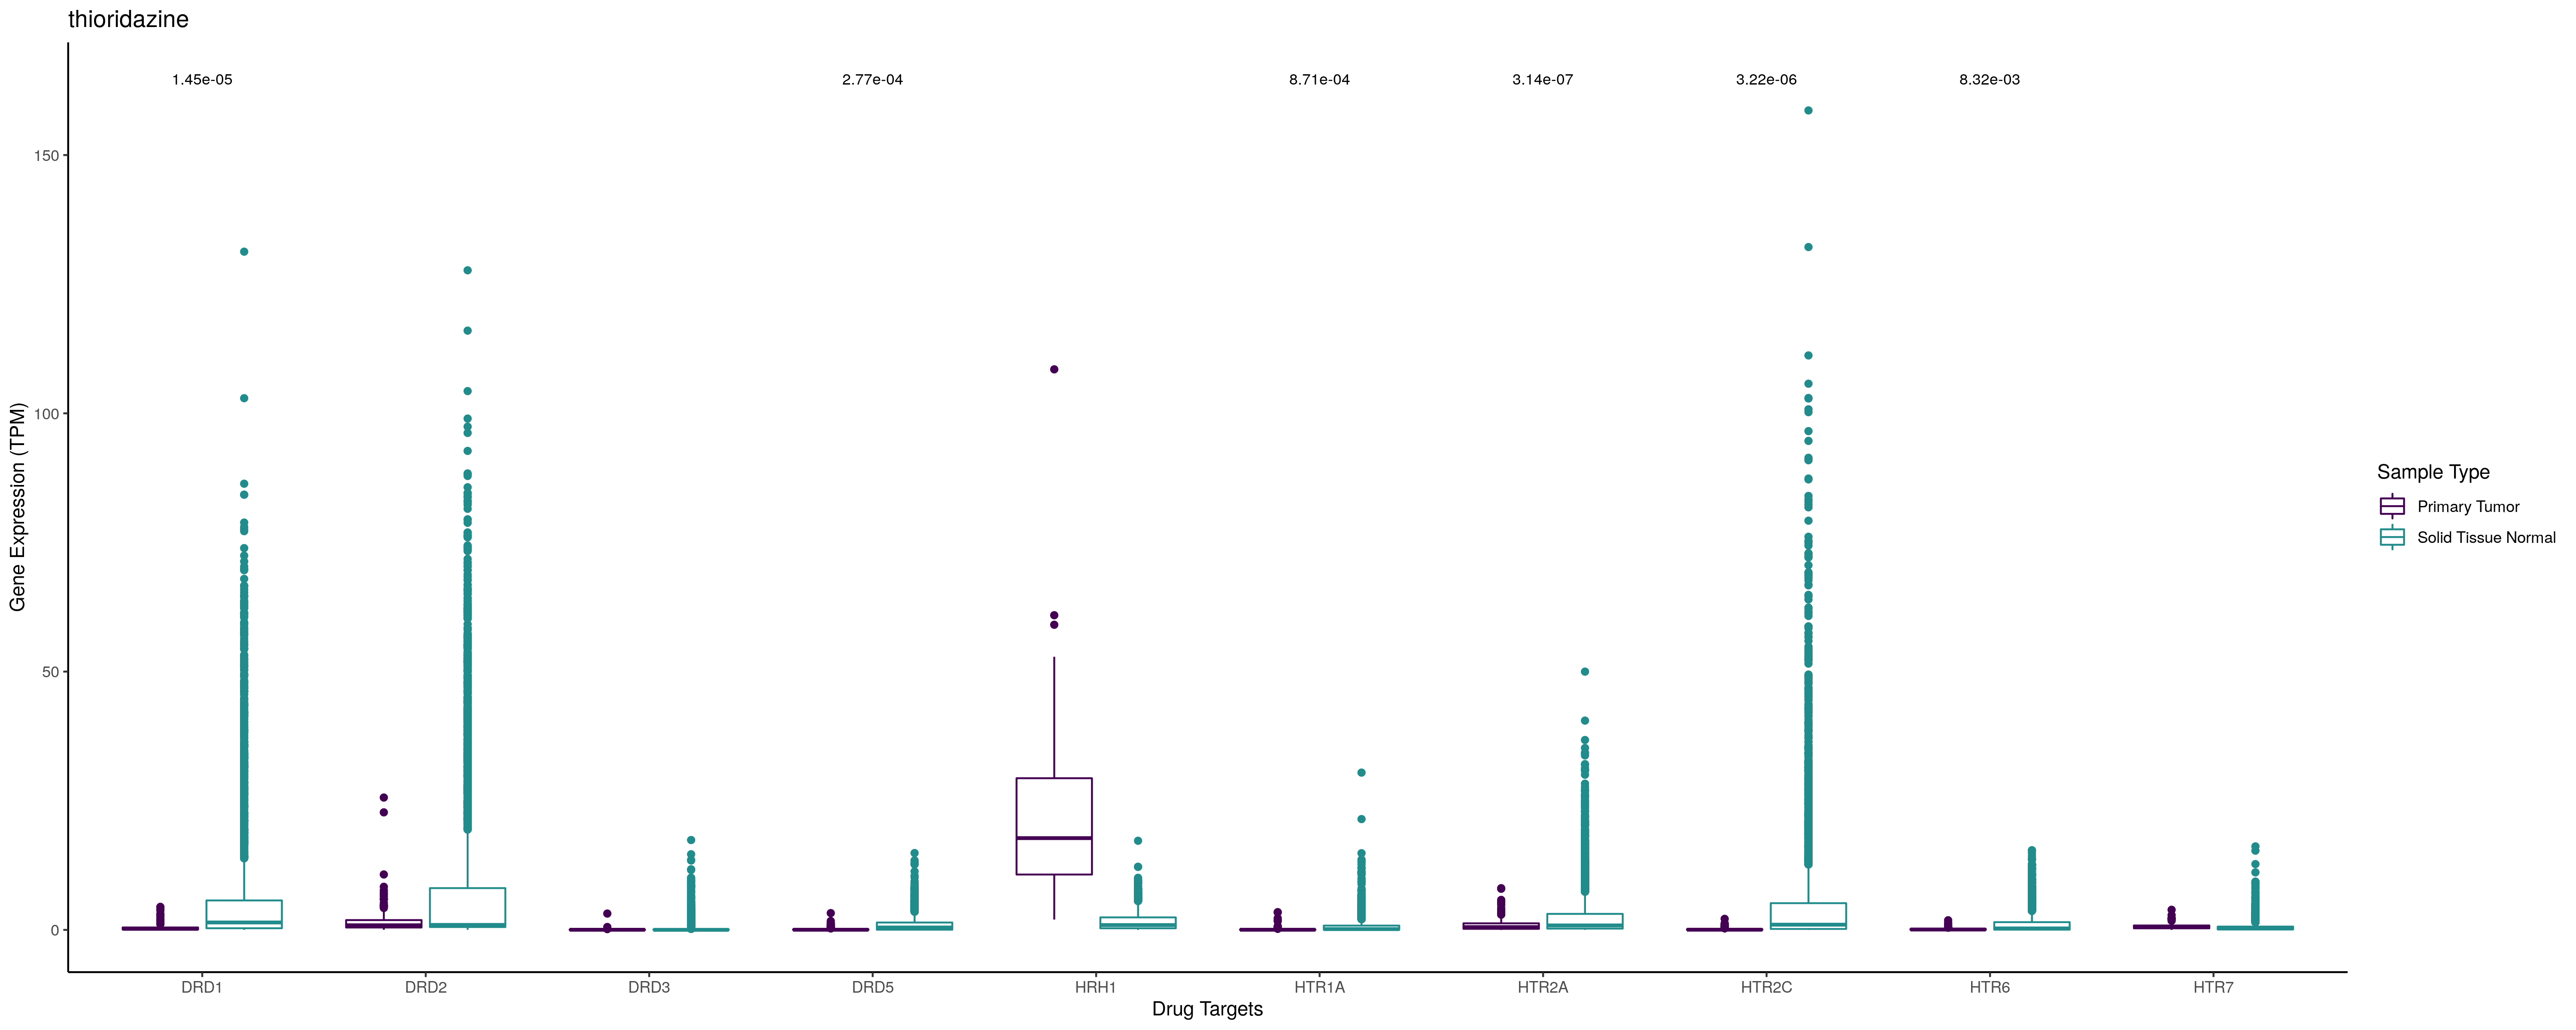 thioridazine
1.45e-05 2.77e-04 8.71e-04 3.14e-07 3.22e-06 8.32e-03
Gene Expression (TPM)
150
100
50
0
DRD1 DRD2 DRD3 DRD5 HRH1 HTR1A HTR2A HTR2C HTR6 HTR7
Drug Targets
Sample Type
Primary Tumor
Solid Tissue Normal